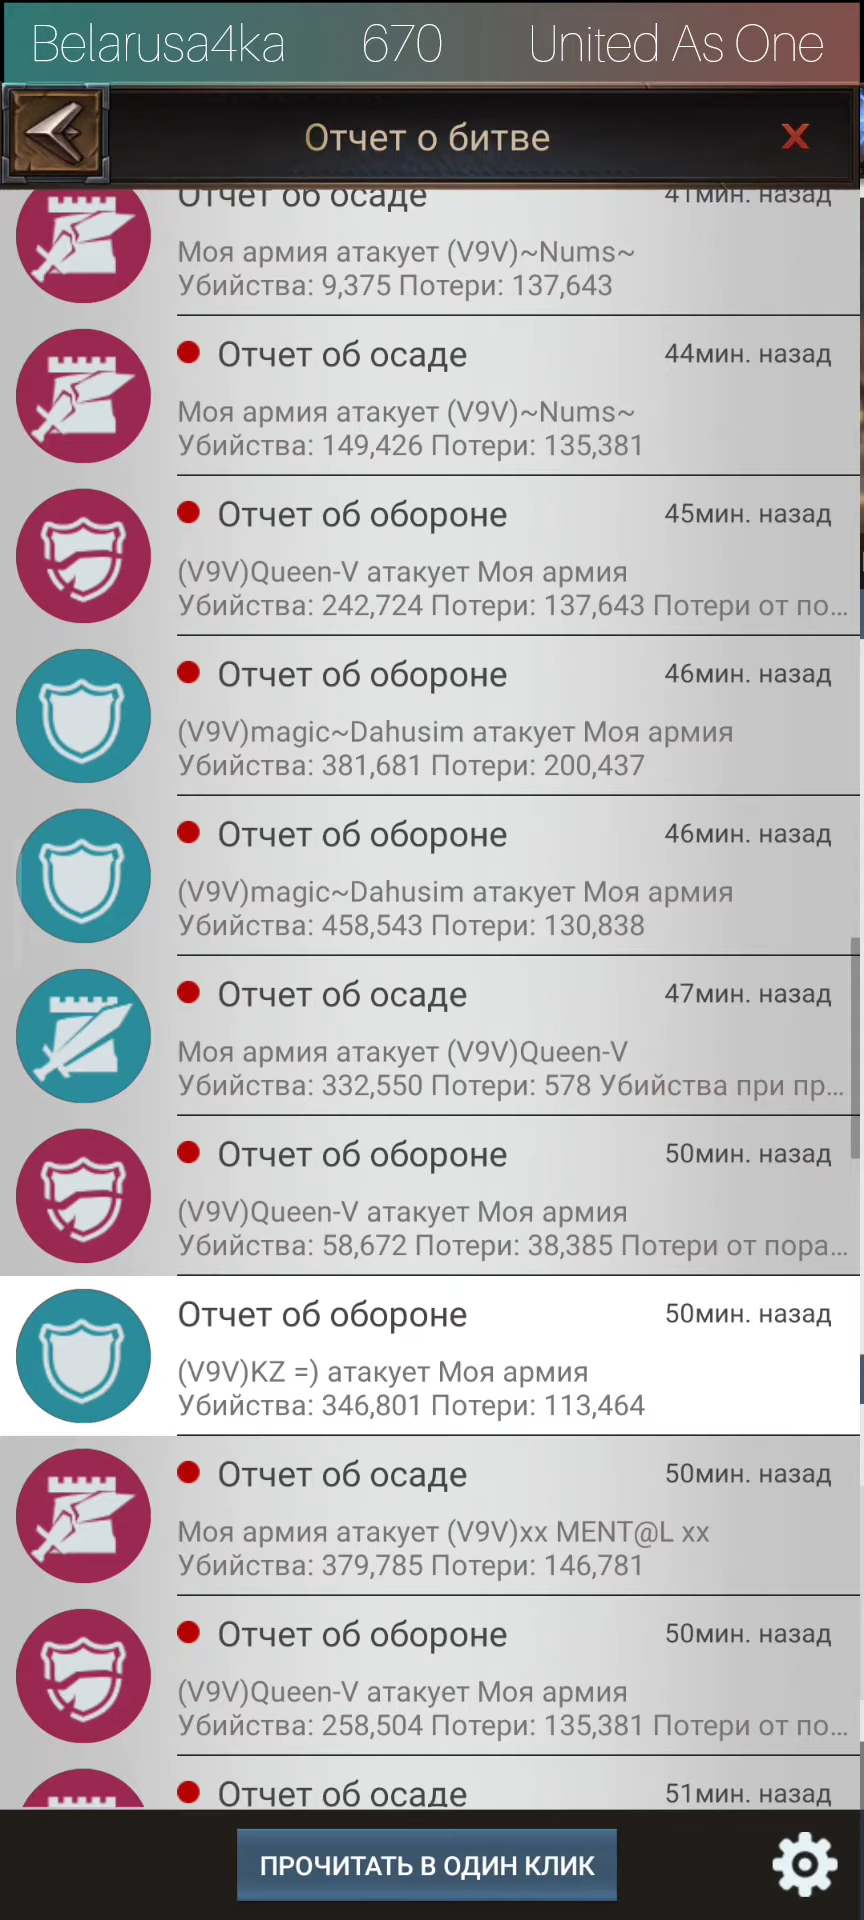 Belarusa4ka 670 United As One
Отчет о битве
Отчет об осаде 41мин. назад
Моя армия атакует (V9V)~Nums~
Убийства: 9,375 Потери: 137,643
Отчет об осаде 44мин. назад
Моя армия атакует (V9V)~Nums~
Убийства: 149,426 Потери: 135,381
Отчет об обороне 45мин. назад
(V9V)Queen-V атакует Моя армия
Убийства: 242,724 Потери: 137,643 Потери от по...
Отчет об обороне 46мин. назад
(V9V)magic~Dahusim атакует Моя армия
Убийства: 381,681 Потери: 200,437
Отчет об обороне 46мин. назад
(V9V)magic~Dahusim атакует Моя армия
Убийства: 458,543 Потери: 130,838
Отчет об осаде 47мин. назад
Моя армия атакует (V9V)Queen-V
Убийства: 332,550 Потери: 578 Убийства при пр...
Отчет об обороне 50мин. назад
(V9V)Queen-V атакует Моя армия
Убийства: 58,672 Потери: 38,385 Потери от пора...
Отчет об обороне 50мин. назад
(V9V)KZ =) атакует Моя армия
Убийства: 346,801 Потери: 113,464
Отчет об осаде 50мин. назад
Моя армия атакует (V9V)xx MENT@L xx
Убийства: 379,785 Потери: 146,781
Отчет об обороне 50мин. назад
(V9V)Queen-V атакует Моя армия
Убийства: 258,504 Потери: 135,381 Потери от по...
Отчет об осаде 51мин. назад
ПРОЧИТАТЬ В ОДИН КЛИК